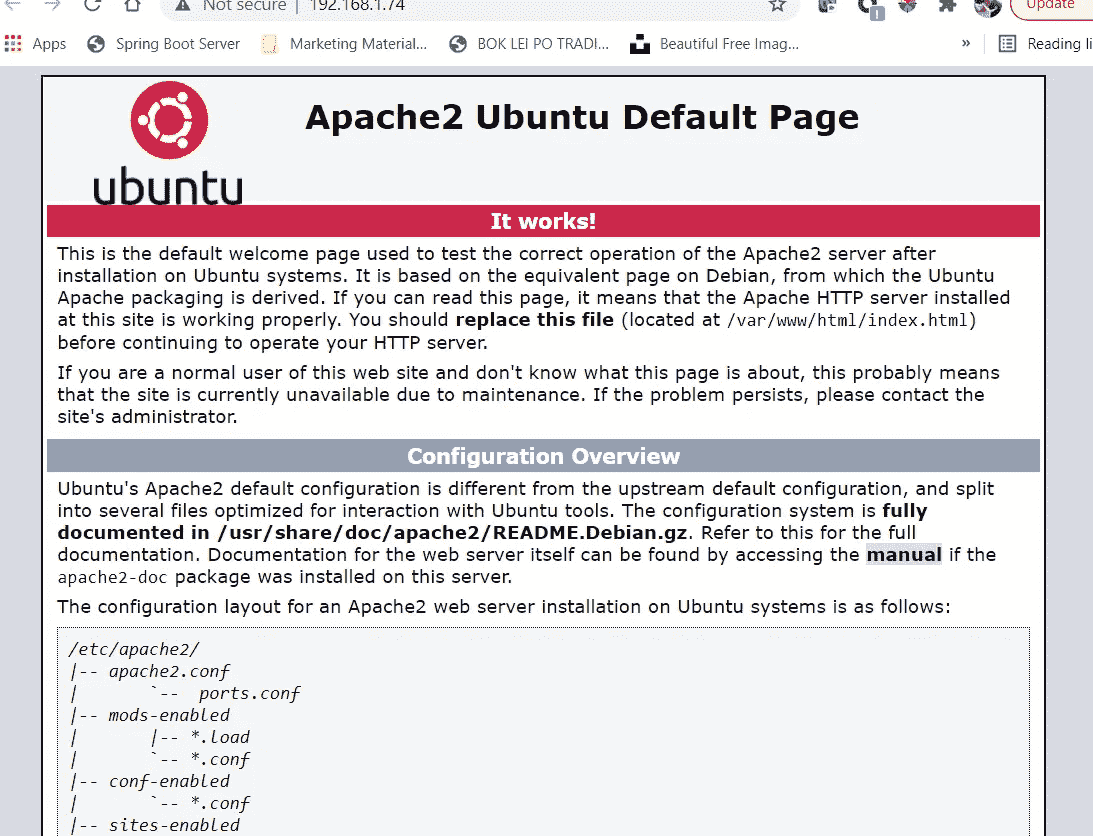 Not secure | 192.168.1.74
Update
Apps Spring Boot Server Marketing Material... BOK LEI PO TRADI... Beautiful Free Imag... » Reading li
ubuntu
Apache2 Ubuntu Default Page
It works!
This is the default welcome page used to test the correct operation of the Apache2 server after
installation on Ubuntu systems. It is based on the equivalent page on Debian, from which the Ubuntu
Apache packaging is derived. If you can read this page, it means that the Apache HTTP server installed
at this site is working properly. You should replace this file (located at /var/www/html/index.html)
before continuing to operate your HTTP server.
If you are a normal user of this web site and don't know what this page is about, this probably means
that the site is currently unavailable due to maintenance. If the problem persists, please contact the
site's administrator.
Configuration Overview
Ubuntu's Apache2 default configuration is different from the upstream default configuration, and split
into several files optimized for interaction with Ubuntu tools. The configuration system is fully
documented in /usr/share/doc/apache2/README.Debian.gz. Refer to this for the full
documentation. Documentation for the web server itself can be found by accessing the manual if the
apache2-doc package was installed on this server.
The configuration layout for an Apache2 web server installation on Ubuntu systems is as follows:
/etc/apache2/
|-- apache2.conf
|       `--  ports.conf
|-- mods-enabled
|       |-- *.load
|       `-- *.conf
|-- conf-enabled
|       `-- *.conf
|-- sites-enabled